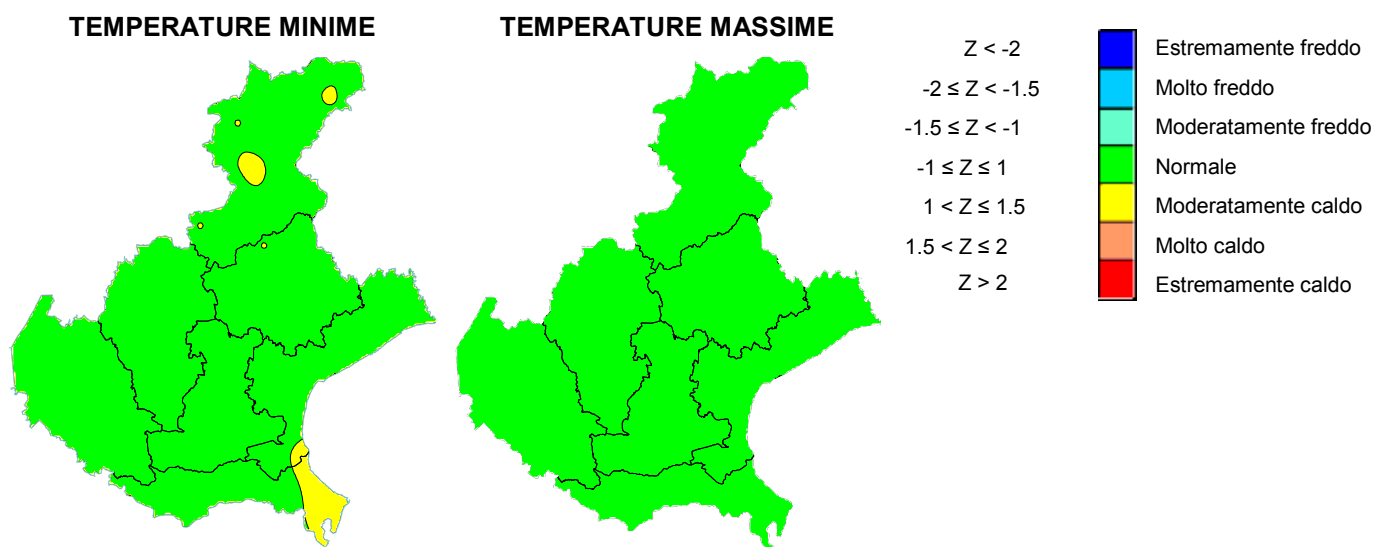 TEMPERATURE MINIME
TEMPERATURE MASSIME
Z < -2 Estremamente freddo
-2 ≤ Z < -1.5 Molto freddo
-1.5 ≤ Z < -1 Moderatamente freddo
-1 ≤ Z ≤ 1 Normale
1 < Z ≤ 1.5 Moderatamente caldo
1.5 < Z ≤ 2 Molto caldo
Z > 2 Estremamente caldo